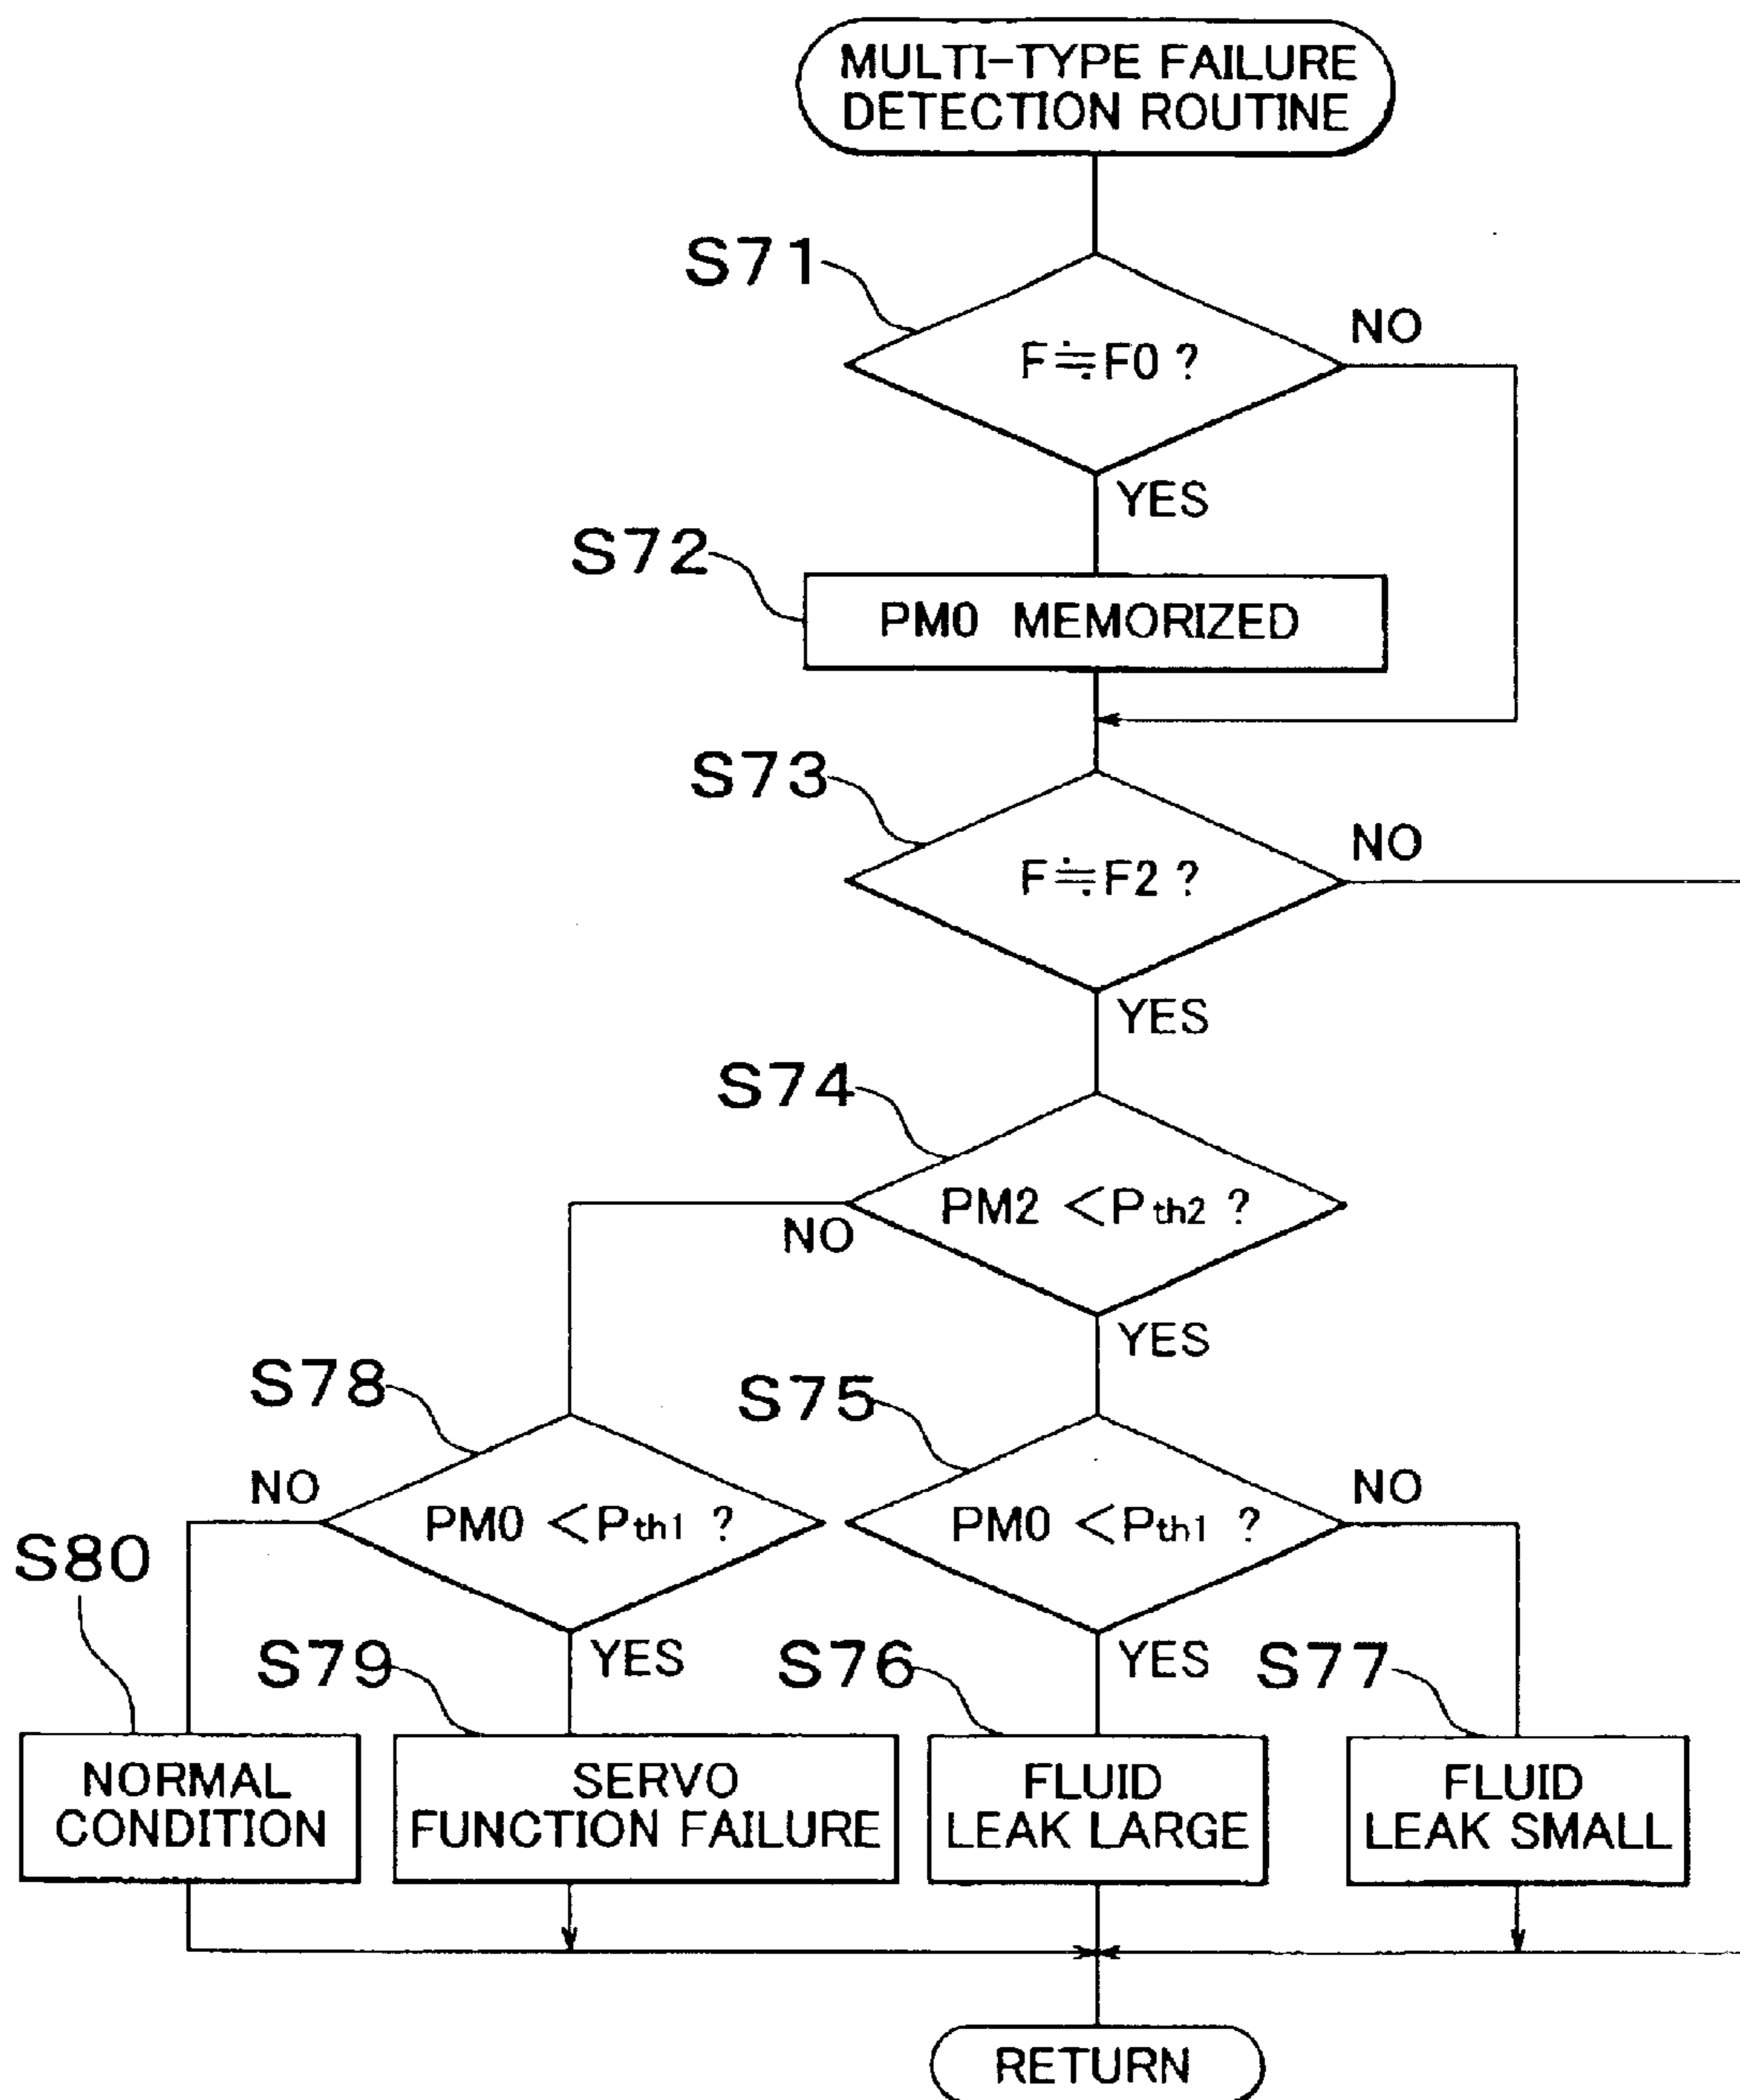 MULTI-TYPE FAILURE
DETECTION ROUTINE
S71
F≒F0 ?
NO
YES
S72
PM0 MEMORIZED
S73
F≒F2 ?
NO
YES
S74
PM2 <Pth2 ?
NO
YES
S78
PM0 <Pth1 ?
NO
YES
S75
PM0 <Pth1 ?
NO
YES
S80
NORMAL
CONDITION
S79
SERVO
FUNCTION FAILURE
S76
FLUID
LEAK LARGE
S77
FLUID
LEAK SMALL
RETURN